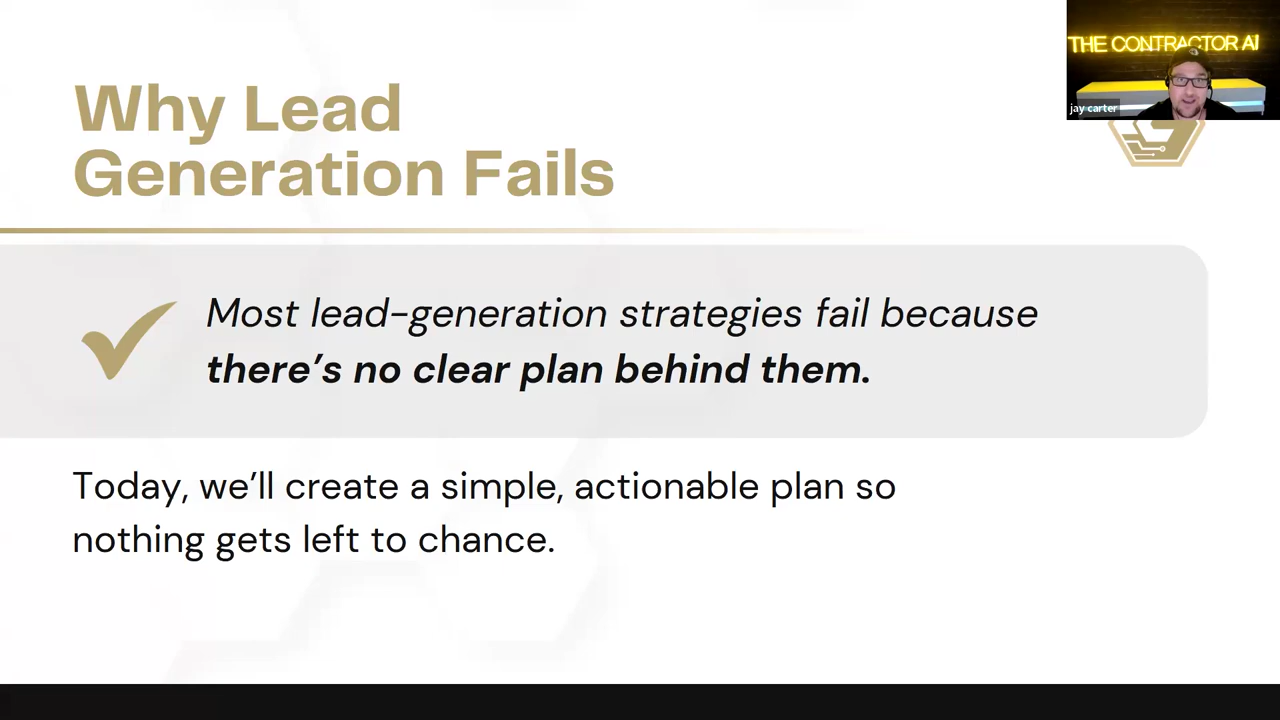 Why Lead
Generation Fails
THE CONTRACTOR AI
jay carter
Most lead-generation strategies fail because
there's no clear plan behind them.
Today, we'll create a simple, actionable plan so
nothing gets left to chance.